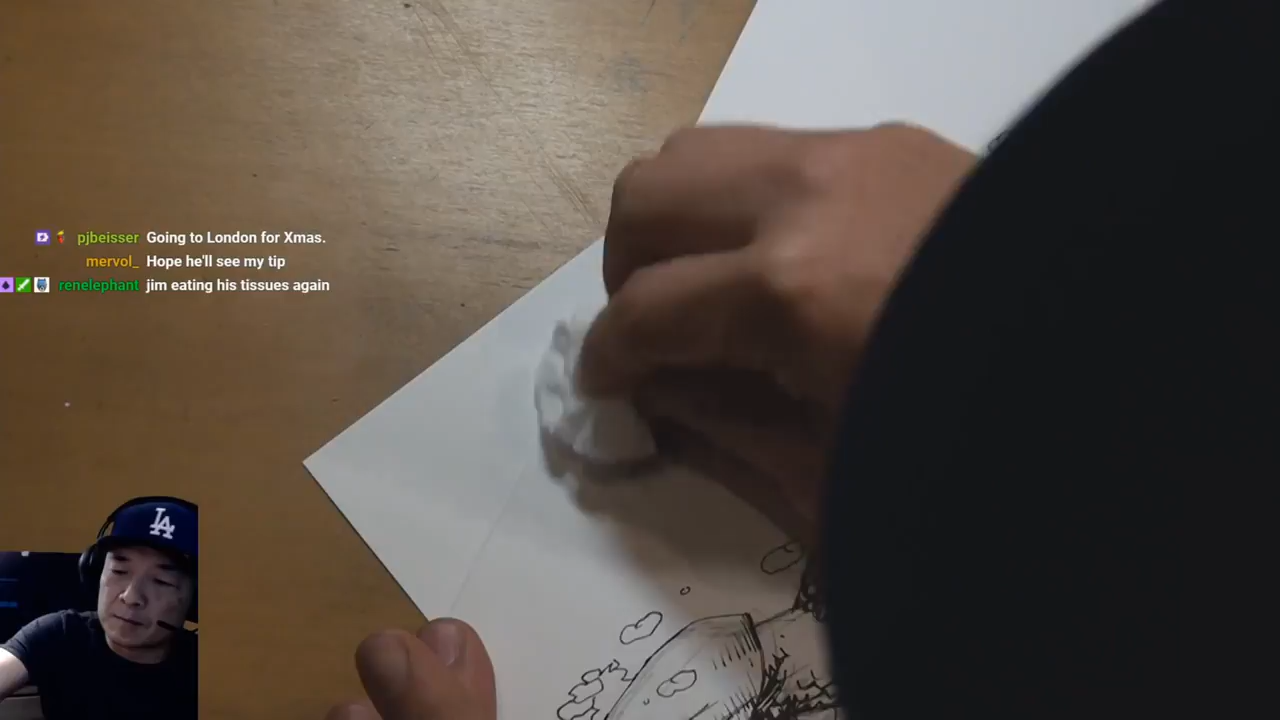 pjbeisser Going to London for Xmas.
mervol_ Hope he'll see my tip
renelephant jim eating his tissues again
LA